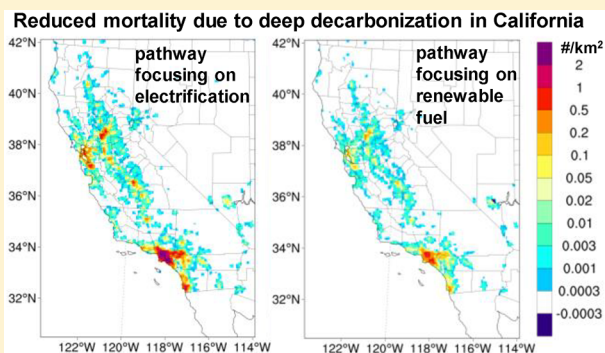 Reduced mortality due to deep decarbonization in California
pathway
focusing on
electrification
pathway
focusing on
renewable
fuel
#/km²
42°N
40°N
38°N
36°N
34°N
32°N
122°W 120°W 118°W 116°W 114°W
42°N
40°N
38°N
36°N
34°N
32°N
122°W 120°W 118°W 116°W 114°W
2
1
0.5
0.2
0.1
0.05
0.02
0.01
0.003
0.001
0.0003
-0.0003
-0.003